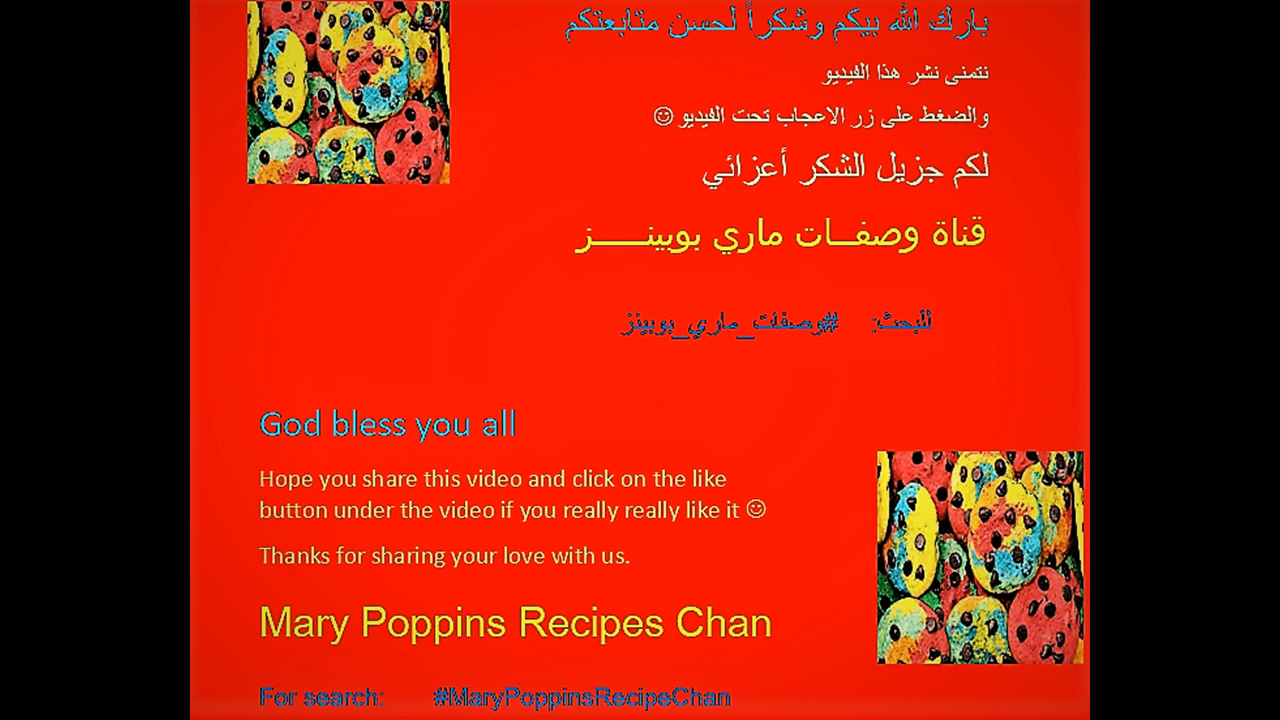 بارك الله بيكم وشكراً لحسن متابعتكم
نتمنى نشر هذا الفيديو
والضغط على زر الاعجاب تحت الفيديو ☺
لكم جزيل الشكر أعزائي
قناة وصفــات ماري بوبينـــــز
للبحث: #وصفات_ماري_بوبينز
God bless you all
Hope you share this video and click on the like
button under the video if you really really like it ☺
Thanks for sharing your love with us.
Mary Poppins Recipes Chan
For search: #MaryPoppinsRecipeChan